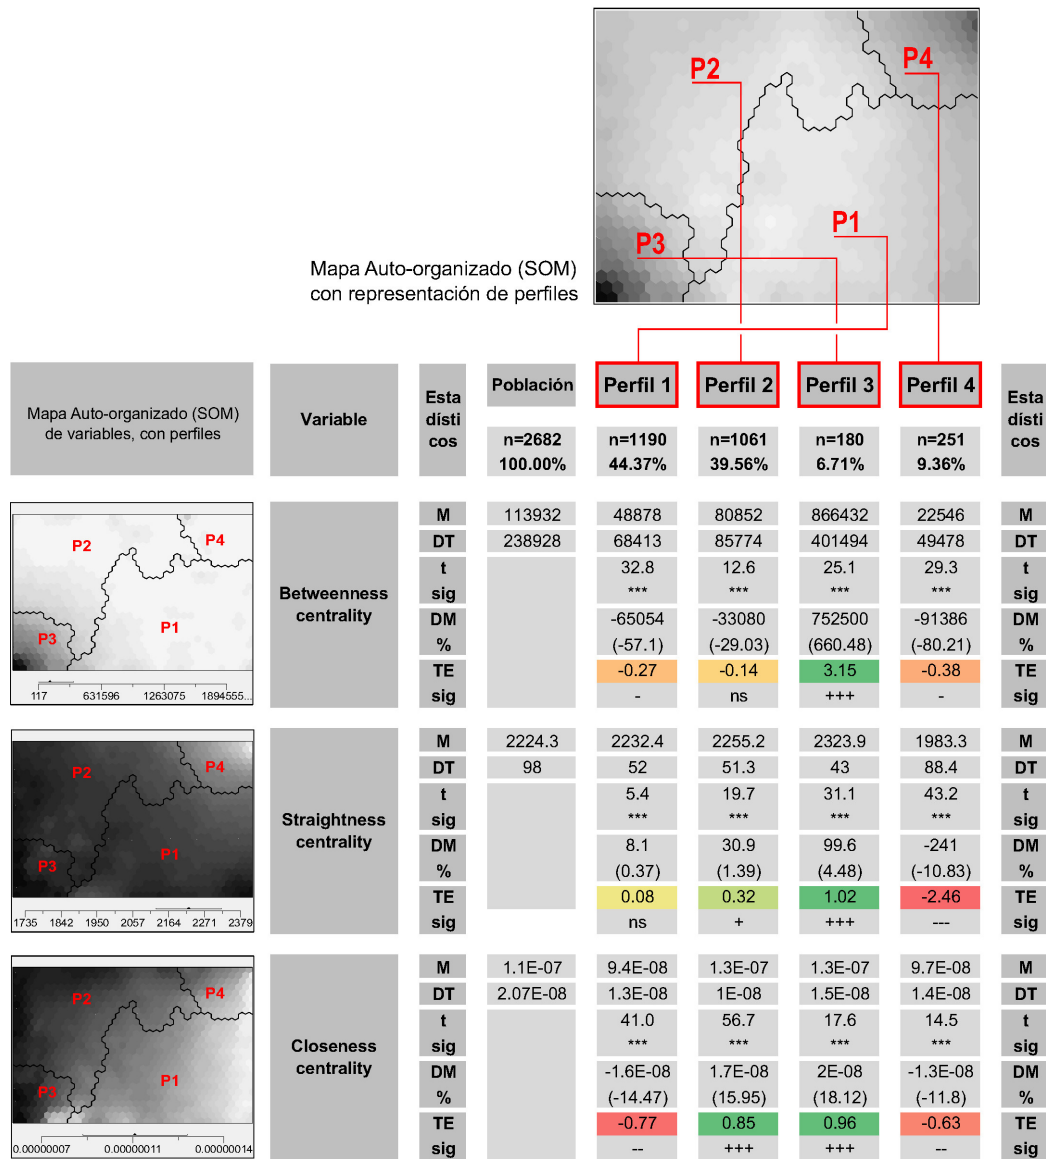 P2
P4
P1
P3
Mapa Auto-organizado (SOM)
con representación de perfiles
Mapa Auto-organizado (SOM)
de variables, con perfiles
Variable
Esta
dísti
cos
Población
Perfil 1
Perfil 2
Perfil 3
Perfil 4
Esta
dísti
cos
n=2682 n=1190 n=1061 n=180 n=251
100.00% 44.37% 39.56% 6.71% 9.36%
P2
P4
P3
P1
117 631596 1263075 1894555...
Betweenness
centrality
M 113932 48878 80852 866432 22546 M
DT 238928 68413 85774 401494 49478 DT
t 32.8 12.6 25.1 29.3 t
sig *** *** *** *** sig
DM -65054 -33080 752500 -91386 DM
% (-57.1) (-29.03) (660.48) (-80.21) %
TE -0.27 -0.14 3.15 -0.38 TE
sig - ns +++ - sig
P2
P4
P3
P1
1735 1842 1950 2057 2164 2271 2379
Straightness
centrality
M 2224.3 2232.4 2255.2 2323.9 1983.3 M
DT 98 52 51.3 43 88.4 DT
t 5.4 19.7 31.1 43.2 t
sig *** *** *** *** sig
DM 8.1 30.9 99.6 -241 DM
% (0.37) (1.39) (4.48) (-10.83) %
TE 0.08 0.32 1.02 -2.46 TE
sig ns + +++ --- sig
P2
P4
P3
P1
0.00000007 0.00000011 0.00000014
Closeness
centrality
M 1.1E-07 9.4E-08 1.3E-07 1.3E-07 9.7E-08 M
DT 2.07E-08 1.3E-08 1E-08 1.5E-08 1.4E-08 DT
t 41.0 56.7 17.6 14.5 t
sig *** *** *** *** sig
DM -1.6E-08 1.7E-08 2E-08 -1.3E-08 DM
% (-14.47) (15.95) (18.12) (-11.8) %
TE -0.77 0.85 0.96 -0.63 TE
sig -- +++ +++ -- sig